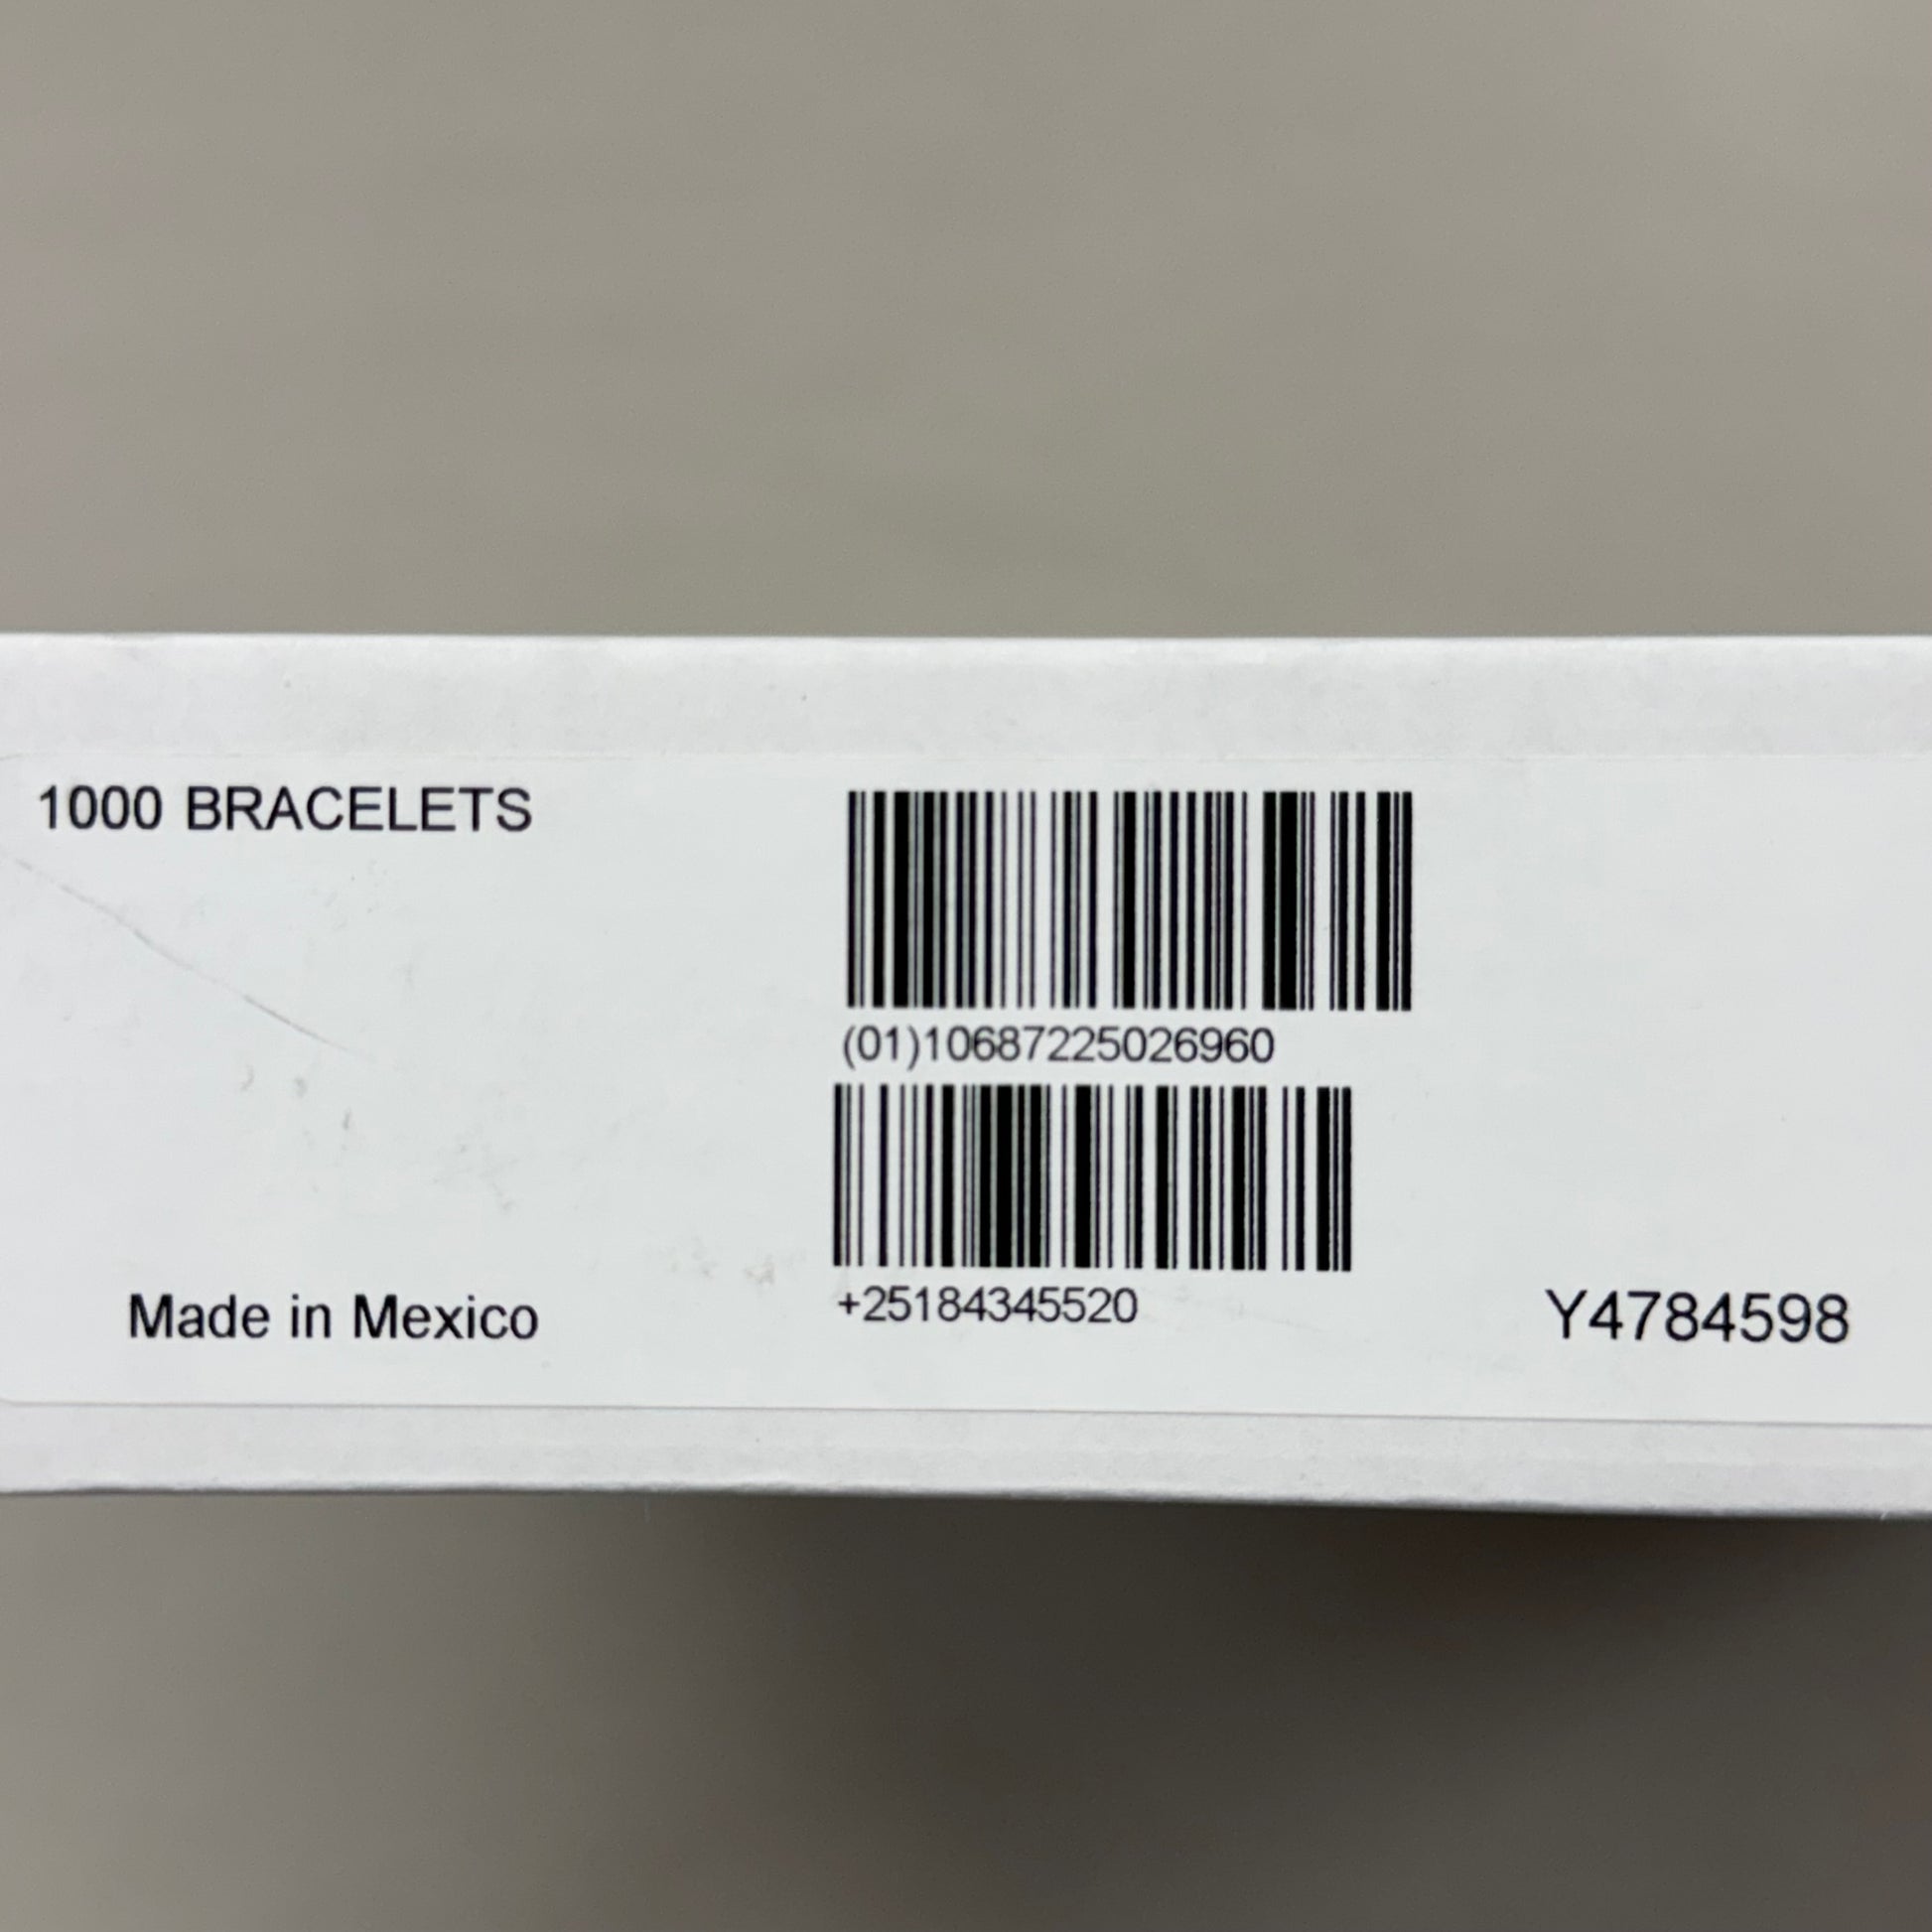 1000 BRACELETS
(01)10687225026960
+25184345520
Made in Mexico
Y4784598